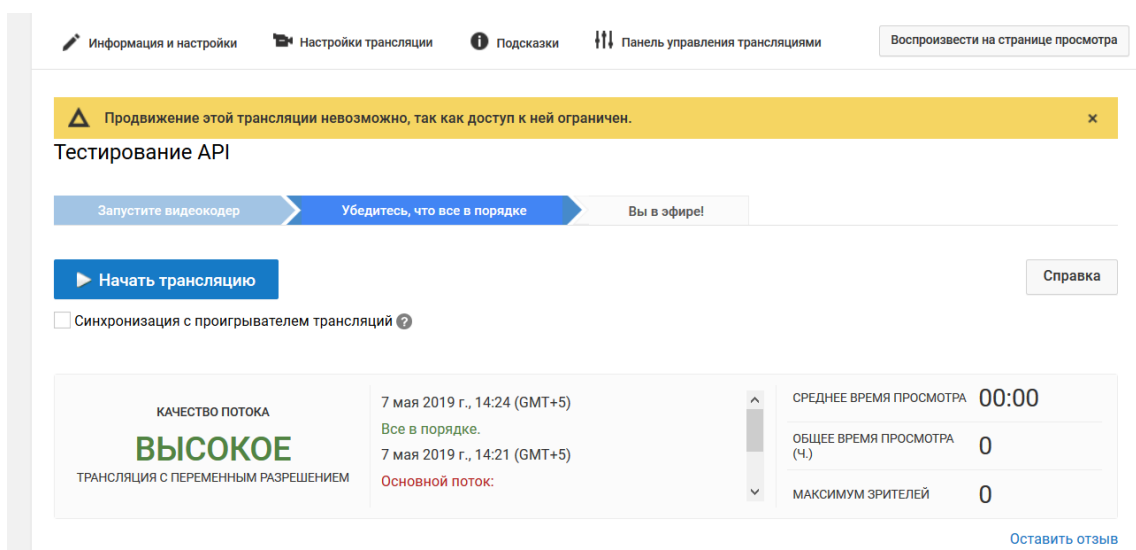 Информация и настройки
Настройки трансляции
Подсказки
Панель управления трансляциями
Воспроизвести на странице просмотра
Продвижение этой трансляции невозможно, так как доступ к ней ограничен.
Тестирование API
Запустите видеокодер
Убедитесь, что все в порядке
Вы в эфире!
Начать трансляцию
Справка
Синхронизация с проигрывателем трансляций
КАЧЕСТВО ПОТОКА
ВЫСОКОЕ
ТРАНСЛЯЦИЯ С ПЕРЕМЕННЫМ РАЗРЕШЕНИЕМ
7 мая 2019 г., 14:24 (GMT+5)
Все в порядке.
7 мая 2019 г., 14:21 (GMT+5)
Основной поток:
СРЕДНЕЕ ВРЕМЯ ПРОСМОТРА 00:00
ОБЩЕЕ ВРЕМЯ ПРОСМОТРА
(Ч.) 0
МАКСИМУМ ЗРИТЕЛЕЙ 0
Оставить отзыв